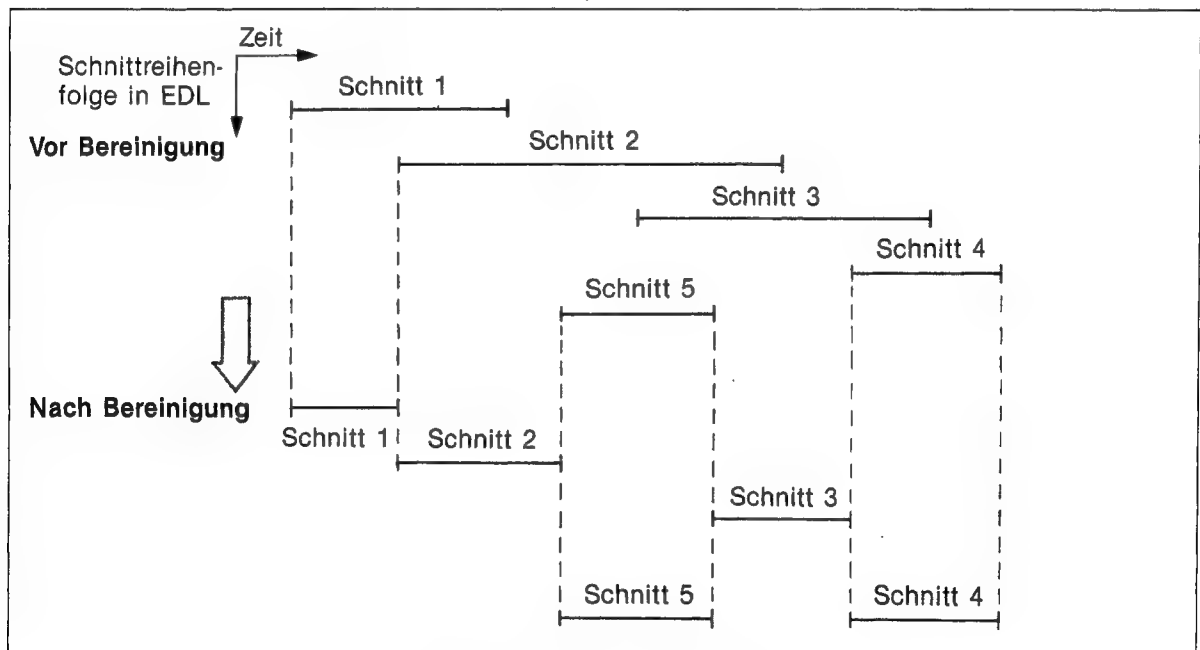 Zeit
Schnittreihen-
folge in EDL
Schnitt 1
Vor Bereinigung
Schnitt 2
Schnitt 3
Schnitt 4
Schnitt 5
Nach Bereinigung
Schnitt 1
Schnitt 2
Schnitt 3
Schnitt 5
Schnitt 4